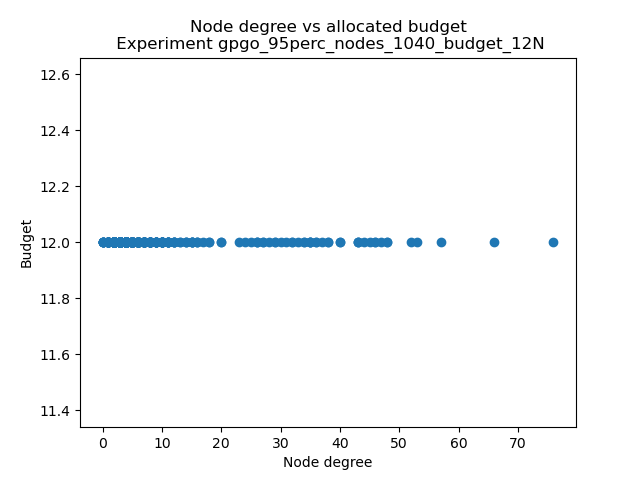 Node degree vs allocated budget
Experiment gpgo_95perc_nodes_1040_budget_12N
12.6
12.4
12.2
12.0
11.8
11.6
11.4
Budget
0 10 20 30 40 50 60 70
Node degree